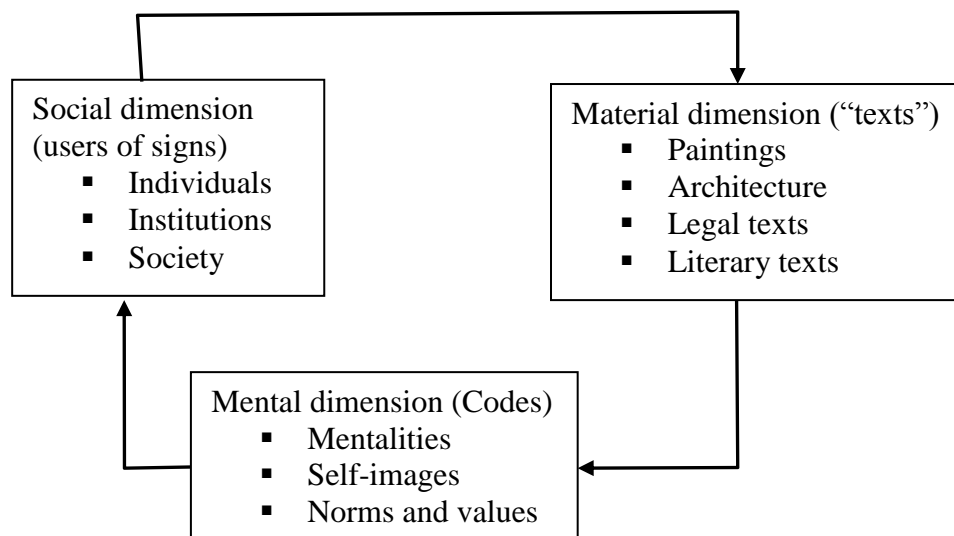 Social dimension
(users of signs)
▪ Individuals
▪ Institutions
▪ Society
Material dimension (“texts”)
▪ Paintings
▪ Architecture
▪ Legal texts
▪ Literary texts
Mental dimension (Codes)
▪ Mentalities
▪ Self-images
▪ Norms and values